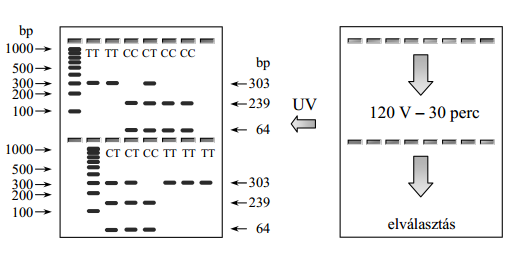 bp
1000
500
300
200
100
TT TT CC CT CC CC
bp
303
239
64
UV
1000
500
300
200
100
CT CT CC TT TT TT
303
239
64
bp
120 V – 30 perc
elválasztás